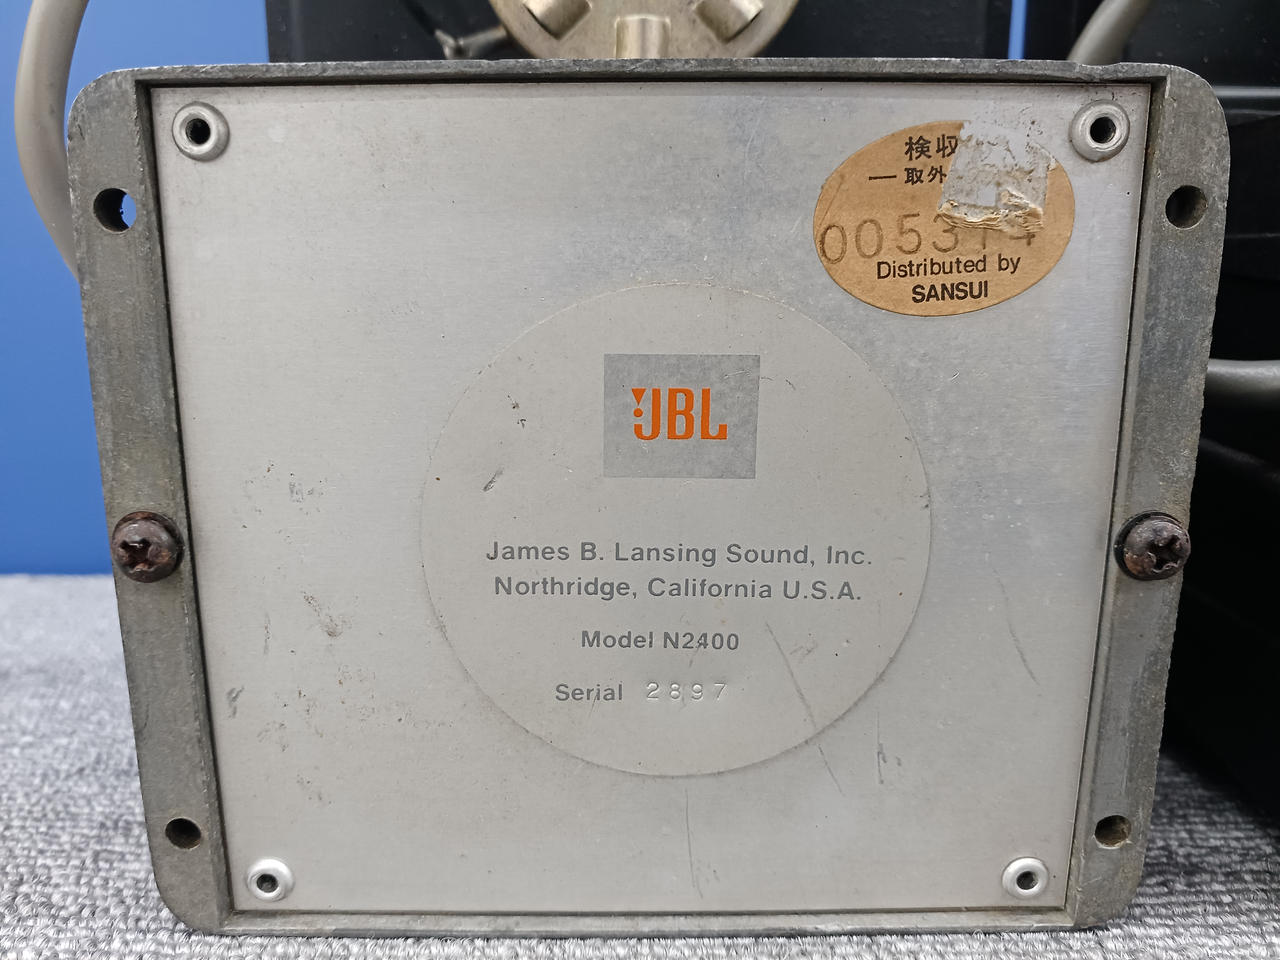 検収
一取外
Distributed by
SANSUI
JBL
James B. Lansing Sound, Inc.
Northridge, California U.S.A.
Model N2400
Serial 2897